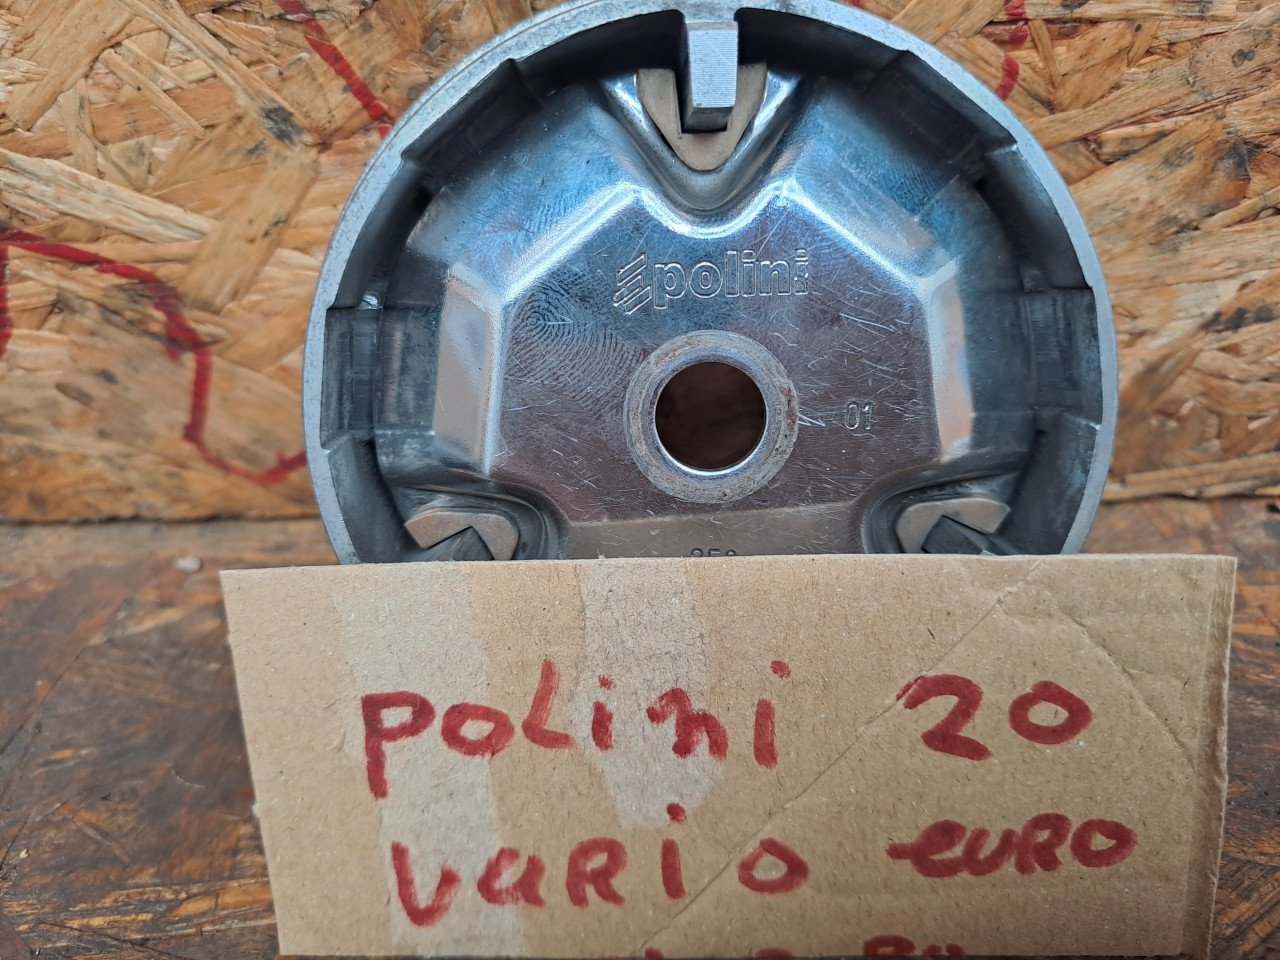 polini
01
POLini 20
VARiO euRO